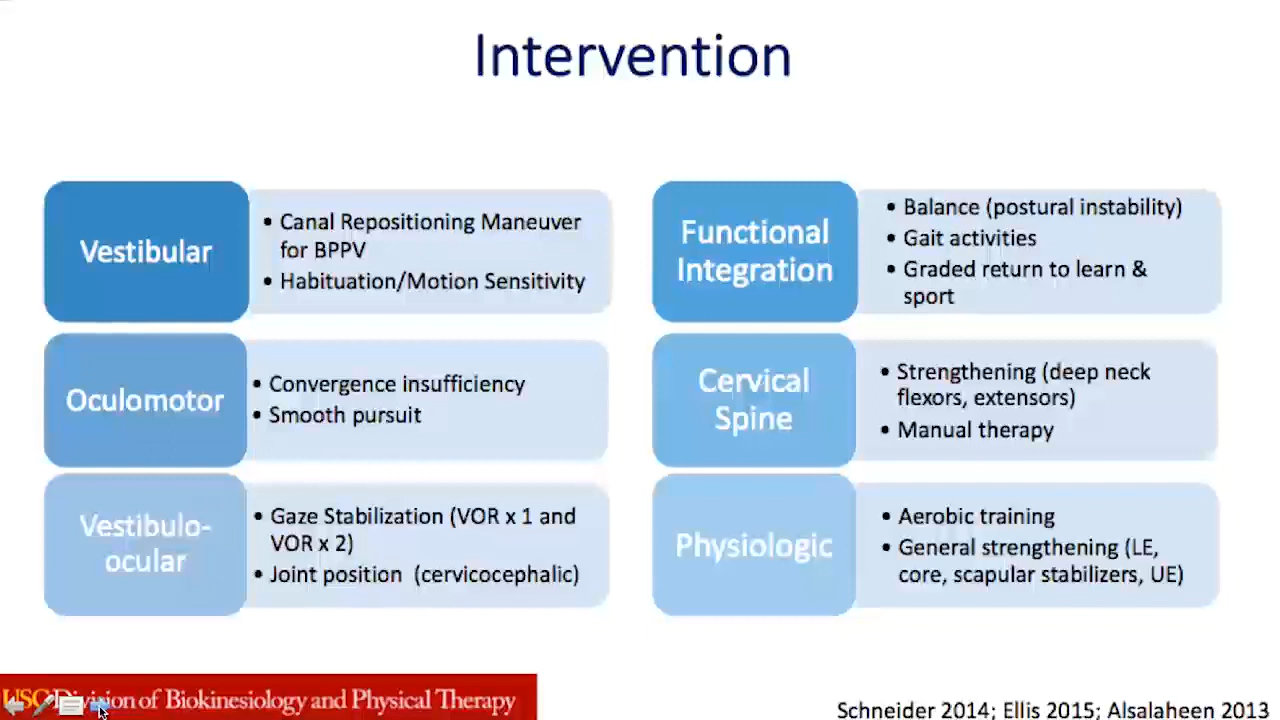 Intervention
Vestibular
• Canal Repositioning Maneuver
for BPPV
• Habituation/Motion Sensitivity
Oculomotor
• Convergence insufficiency
• Smooth pursuit
Vestibulo-
ocular
• Gaze Stabilization (VOR x 1 and
VOR x 2)
• Joint position (cervicocephalic)
Functional
Integration
• Balance (postural instability)
• Gait activities
• Graded return to learn &
sport
Cervical
Spine
• Strengthening (deep neck
flexors, extensors)
• Manual therapy
Physiologic
• Aerobic training
• General strengthening (LE,
core, scapular stabilizers, UE)
USC Division of Biokinesiology and Physical Therapy
Schneider 2014; Ellis 2015; Alsalaheen 2013